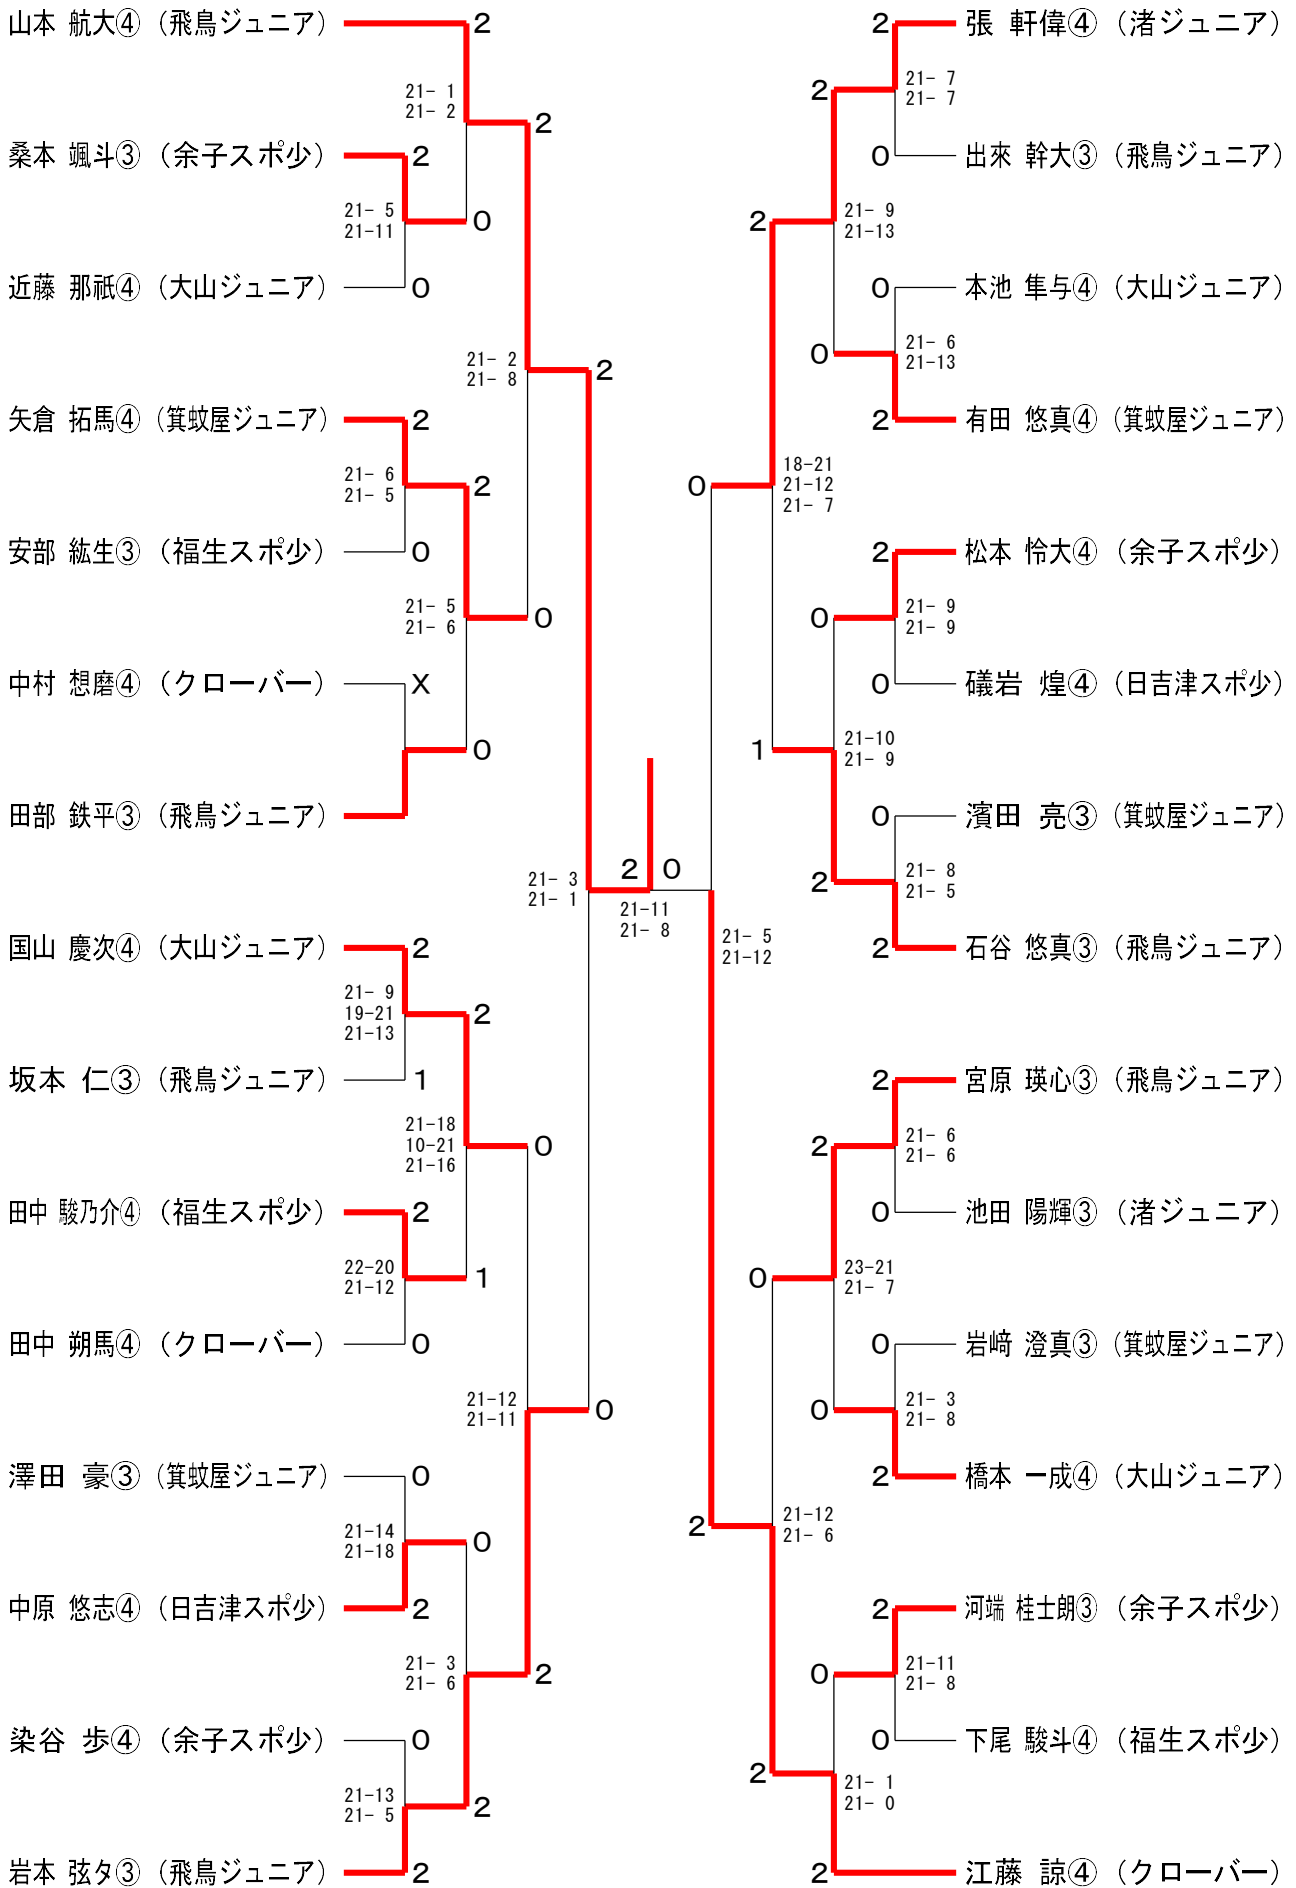 山本 航大④ （飛鳥ジュニア） 2
21- 1
21- 2
2
桑本 颯斗③ （余子スポ少） 2
21- 5
21-11
0
近藤 那祇④ （大山ジュニア） 0
21- 2
21- 8
2
矢倉 拓馬④ （箕蚊屋ジュニア） 2
21- 6
21- 5
2
安部 紘生③ （福生スポ少） 0
21- 5
21- 6
0
中村 想磨④ （クローバー） X
0
田部 鉄平③ （飛鳥ジュニア）
21- 3
21- 1
2 0
21-11
21- 8
国山 慶次④ （大山ジュニア） 2
21- 9
19-21
21-13
2
坂本 仁③ （飛鳥ジュニア） 1
21-18
10-21
21-16
0
田中 駿乃介④ （福生スポ少） 2
22-20
21-12
1
田中 朔馬④ （クローバー） 0
21-12
21-11
0
澤田 豪③ （箕蚊屋ジュニア） 0
21-14
21-18
0
中原 悠志④ （日吉津スポ少） 2
21- 3
21- 6
2
染谷 歩④ （余子スポ少） 0
21-13
21- 5
2
岩本 弦タ③ （飛鳥ジュニア） 2
2 張 軒偉④ （渚ジュニア）
2
21- 7
21- 7
0 出來 幹大③ （飛鳥ジュニア）
2
21- 9
21-13
0 本池 隼与④ （大山ジュニア）
0
21- 6
21-13
2 有田 悠真④ （箕蚊屋ジュニア）
0
18-21
21-12
21- 7
2 松本 怜大④ （余子スポ少）
0
21- 9
21- 9
0 礒岩 煌④ （日吉津スポ少）
1
21-10
21- 9
0 濱田 亮③ （箕蚊屋ジュニア）
2
21- 8
21- 5
2 石谷 悠真③ （飛鳥ジュニア）
21- 5
21-12
2 宮原 瑛心③ （飛鳥ジュニア）
2
21- 6
21- 6
0 池田 陽輝③ （渚ジュニア）
0
23-21
21- 7
0 岩﨑 澄真③ （箕蚊屋ジュニア）
0
21- 3
21- 8
2 橋本 一成④ （大山ジュニア）
2
21-12
21- 6
2 河端 桂士朗③ （余子スポ少）
0
21-11
21- 8
0 下尾 駿斗④ （福生スポ少）
2
21- 1
21- 0
2 江藤 諒④ （クローバー）